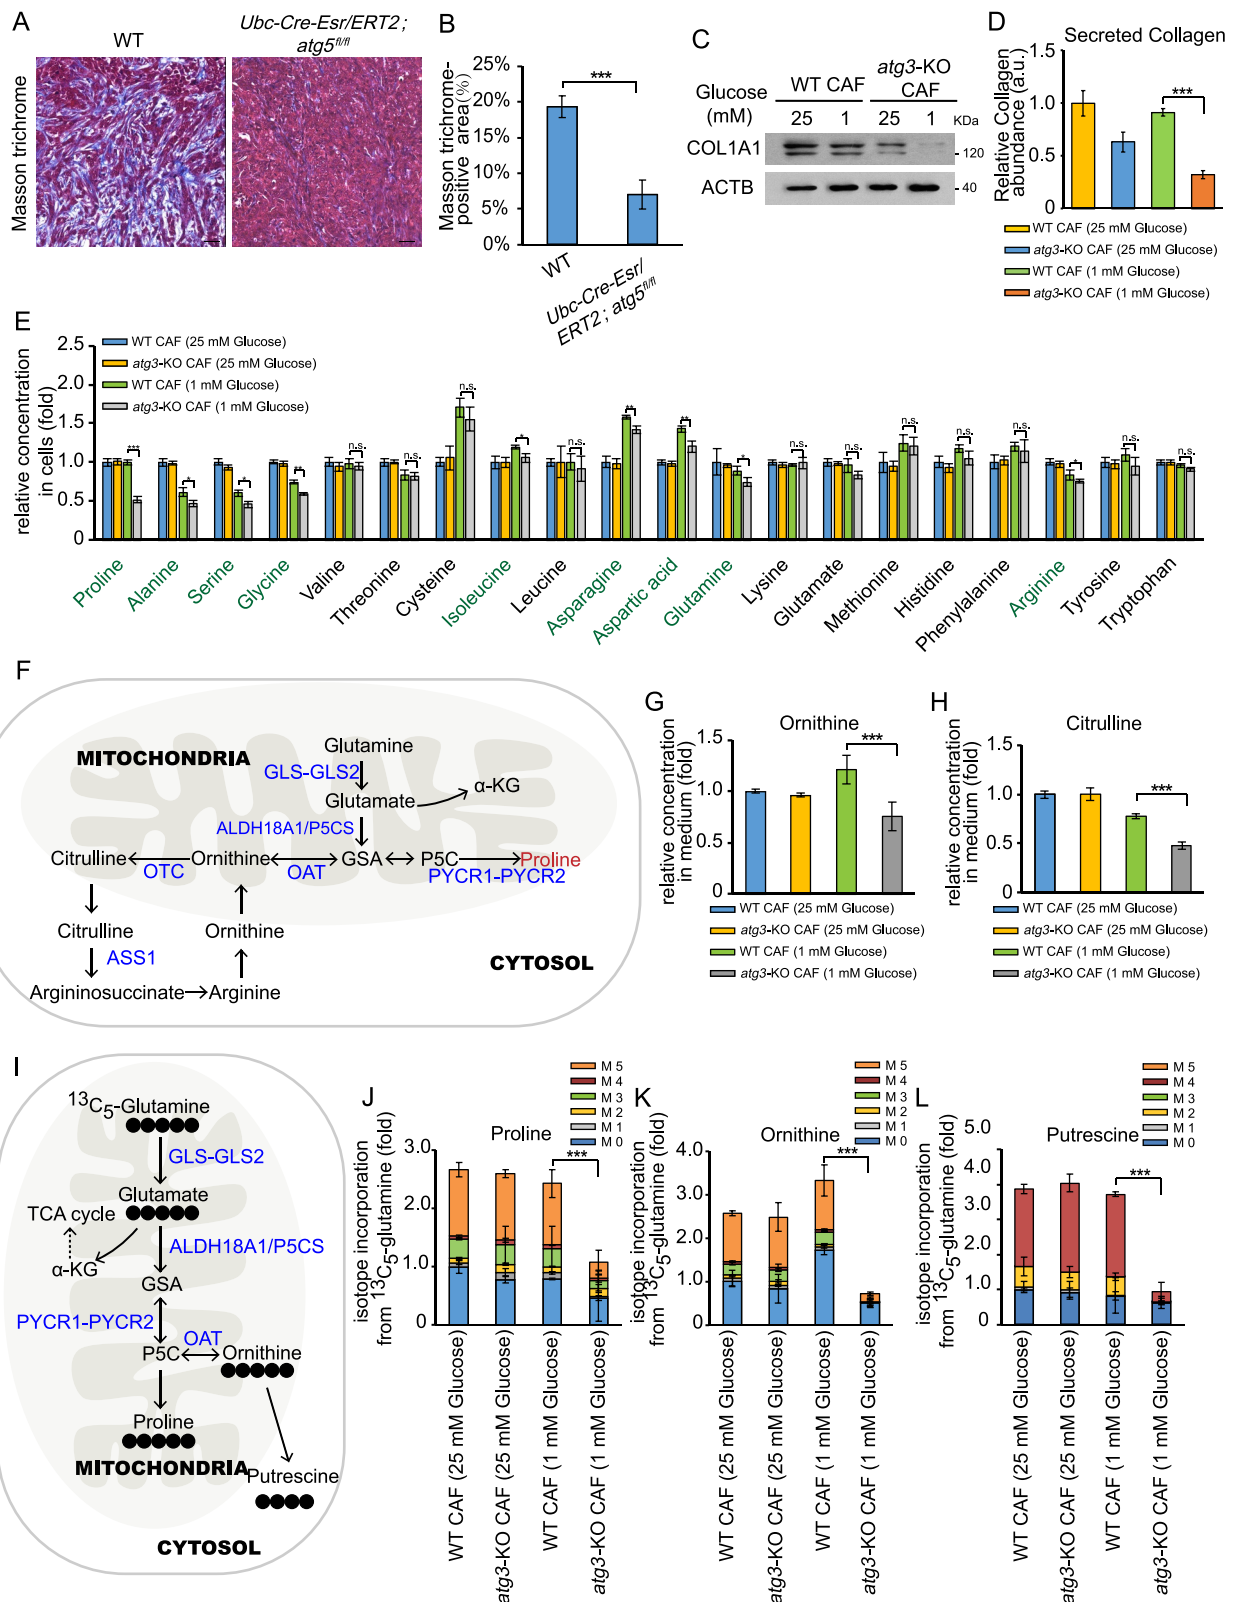 A
WT
Ubc-Cre-Esr/ERT2;
atg5fl/fl
Masson trichrome
B
Masson trichrome-
positive area(%)
25%
20%
15%
10%
5%
0%
***
WT
Ubc-Cre-Esr/
ERT2; atg5fl/fl
C
Glucose
(mM)
WT CAF
atg3-KO
CAF
25 1 25 1 KDa
COL1A1
120
ACTB
40
D
Secreted Collagen
Relative Collagen
abundance (a.u.)
1.5
1.0
0.5
0
***
WT CAF (25 mM Glucose)
atg3-KO CAF (25 mM Glucose)
WT CAF (1 mM Glucose)
atg3-KO CAF (1 mM Glucose)
E
relative concentration
in cells (fold)
2.5
2.0
1.5
1.0
0.5
0
WT CAF (25 mM Glucose)
atg3-KO CAF (25 mM Glucose)
WT CAF (1 mM Glucose)
atg3-KO CAF (1 mM Glucose)
*** * * ** n.s. n.s. n.s. * n.s. ** ** * n.s. n.s. n.s. n.s. n.s. * n.s. n.s.
Proline
Alanine
Serine
Glycine
Valine
Threonine
Cysteine
Isoleucine
Leucine
Asparagine
Aspartic acid
Glutamine
Lysine
Glutamate
Methionine
Histidine
Phenylalanine
Arginine
Tyrosine
Tryptophan
F
MITOCHONDRIA
Glutamine
GLS-GLS2
Glutamate
α-KG
ALDH18A1/P5CS
Citrulline
OTC
Ornithine
OAT
GSA
P5C
Proline
PYCR1-PYCR2
Citrulline
Ornithine
ASS1
CYTOSOL
Argininosuccinate
Arginine
G
Ornithine
relative concentration
in medium (fold)
1.5
1.0
0.5
0
***
WT CAF (25 mM Glucose)
atg3-KO CAF (25 mM Glucose)
WT CAF (1 mM Glucose)
atg3-KO CAF (1 mM Glucose)
H
Citrulline
relative concentration
in medium (fold)
1.5
1.0
0.5
0
***
WT CAF (25 mM Glucose)
atg3-KO CAF (25 mM Glucose)
WT CAF (1 mM Glucose)
atg3-KO CAF (1 mM Glucose)
I
13C5-Glutamine
GLS-GLS2
Glutamate
TCA cycle
ALDH18A1/P5CS
α-KG
GSA
PYCR1-PYCR2
OAT
P5C
Ornithine
Proline
MITOCHONDRIA
Putrescine
CYTOSOL
J
Proline
M 5
M 4
M 3
M 2
M 1
M 0
isotope incorporation
from 13C5-glutamine (fold)
3.0
2.0
1.0
0
***
WT CAF (25 mM Glucose)
atg3-KO CAF (25 mM Glucose)
WT CAF (1 mM Glucose)
atg3-KO CAF (1 mM Glucose)
K
Ornithine
M 5
M 4
M 3
M 2
M 1
M 0
isotope incorporation
from 13C5-glutamine (fold)
4.0
3.0
2.0
1.0
0
***
WT CAF (25 mM Glucose)
atg3-KO CAF (25 mM Glucose)
WT CAF (1 mM Glucose)
atg3-KO CAF (1 mM Glucose)
L
Putrescine
M 5
M 4
M 3
M 2
M 1
M 0
isotope incorporation
from 13C5-glutamine (fold)
5.0
4.0
3.0
2.0
1.0
0
***
WT CAF (25 mM Glucose)
atg3-KO CAF (25 mM Glucose)
WT CAF (1 mM Glucose)
atg3-KO CAF (1 mM Glucose)